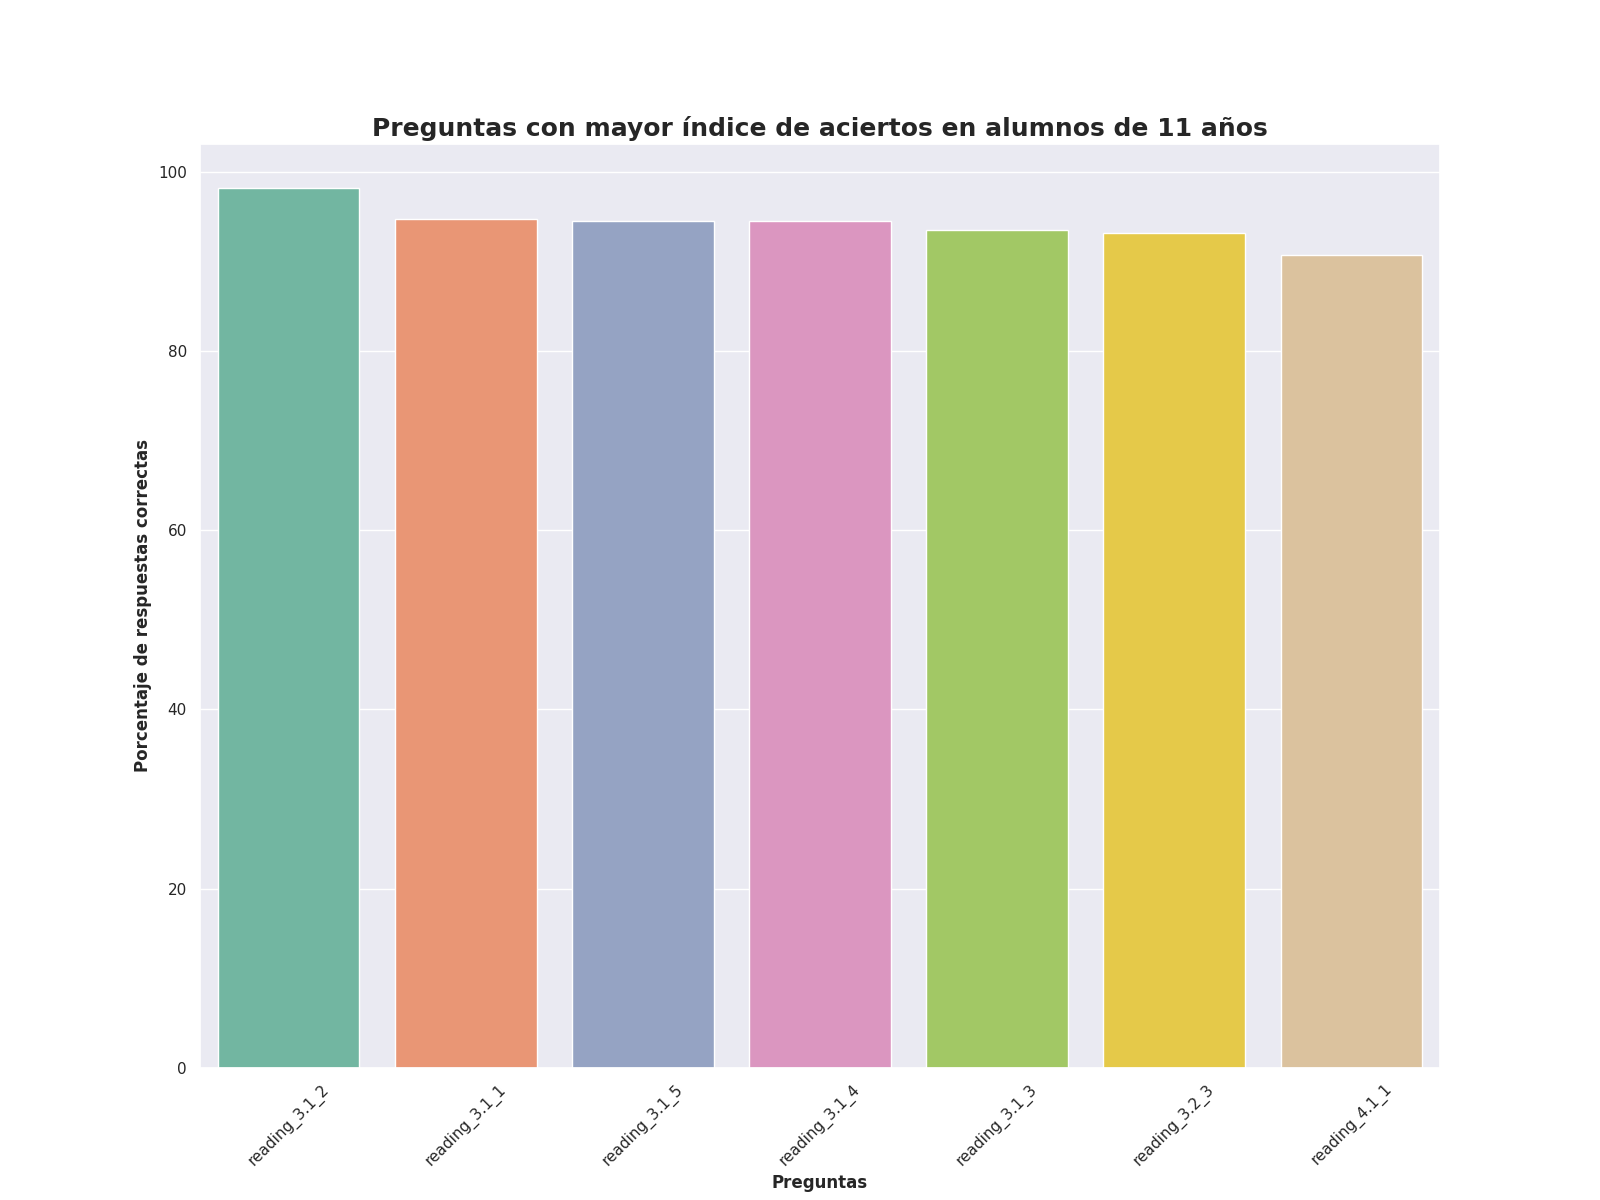 Preguntas con mayor índice de aciertos en alumnos de 11 años
Porcentaje de respuestas correctas
100
80
60
40
20
0
reading_3.1_2
reading_3.1_1
reading_3.1_5
reading_3.1_4
reading_3.1_3
reading_3.2_3
reading_4.1_1
Preguntas